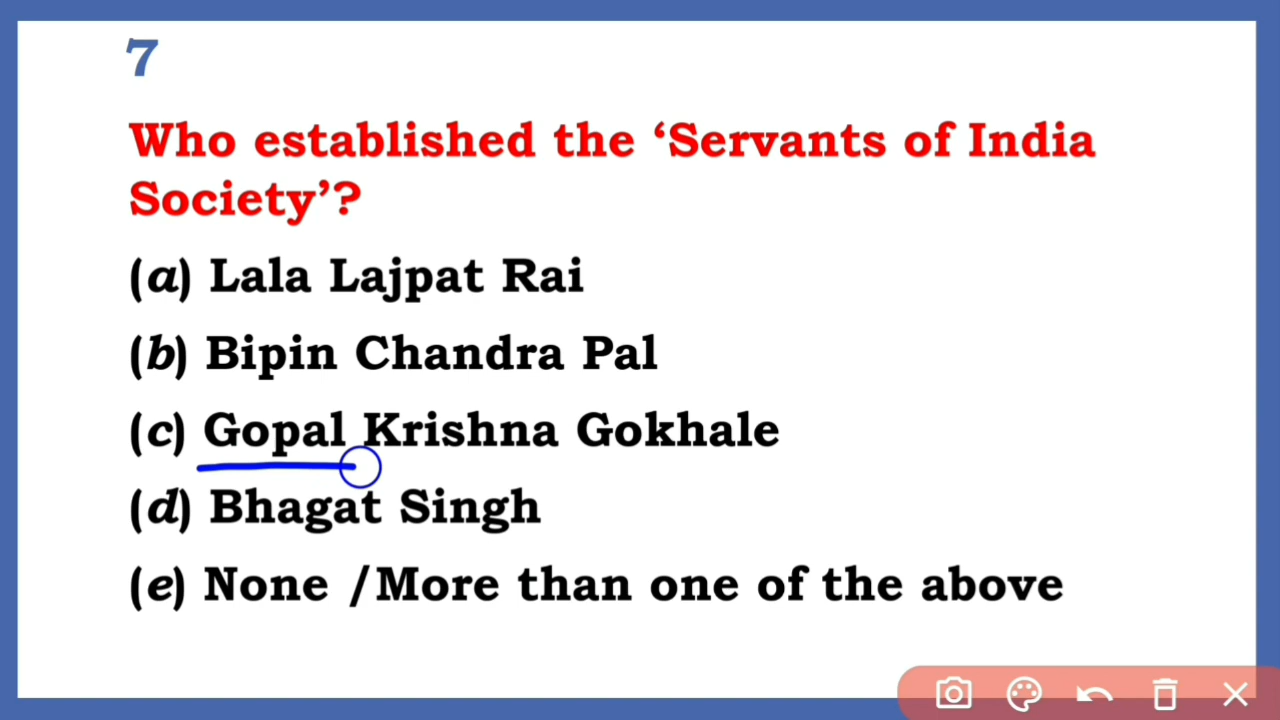 7
Who established the ‘Servants of India
Society’?
(a) Lala Lajpat Rai
(b) Bipin Chandra Pal
(c) Gopal Krishna Gokhale
(d) Bhagat Singh
(e) None /More than one of the above